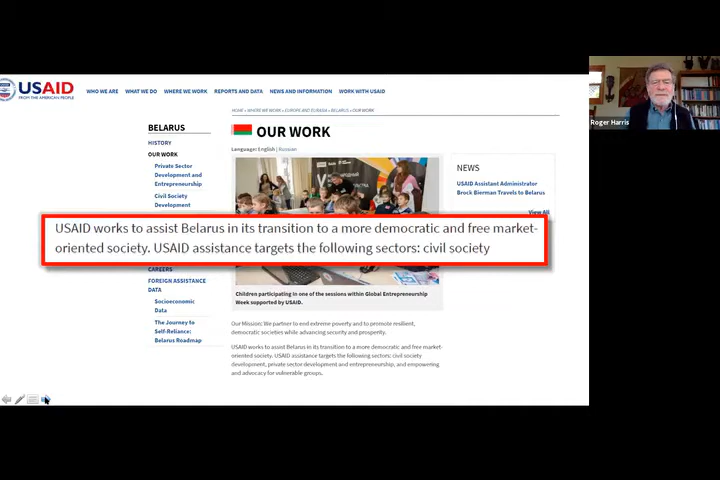 USAID
FROM THE AMERICAN PEOPLE
WHO WE ARE WHAT WE DO WHERE WE WORK REPORTS AND DATA NEWS AND INFORMATION WORK WITH USAID
HOME » WHERE WE WORK » EUROPE AND EURASIA » BELARUS » OUR WORK
BELARUS
HISTORY
OUR WORK
Private Sector
Development and
Entrepreneurship
Civil Society
Development
CAREERS
FOREIGN ASSISTANCE
DATA
Socioeconomic
Data
The Journey to
Self-Reliance:
Belarus Roadmap
OUR WORK
Language: English | Russian
USAID works to assist Belarus in its transition to a more democratic and free market-
oriented society. USAID assistance targets the following sectors: civil society
Children participating in one of the sessions within Global Entrepreneurship
Week supported by USAID.
Our Mission: We partner to end extreme poverty and to promote resilient,
democratic societies while advancing security and prosperity.
USAID works to assist Belarus in its transition to a more democratic and free market-
oriented society. USAID assistance targets the following sectors: civil society
development, private sector development and entrepreneurship, and empowering
and advocacy for vulnerable groups.
NEWS
USAID Assistant Administrator
Brock Bierman Travels to Belarus
View All
Roger Harris